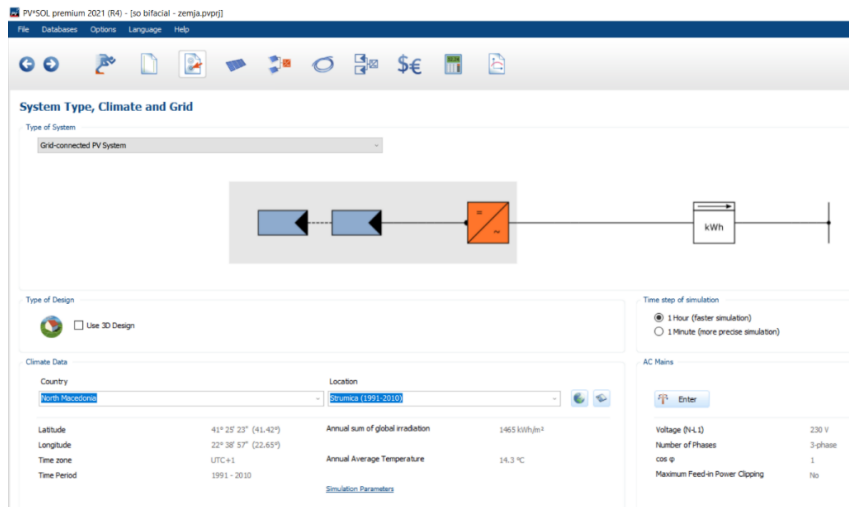 PV*SOL premium 2021 (R4) - [so bifacial - zemja.pvprj]
File Databases Options Language Help
$€
System Type, Climate and Grid
Type of System
Grid-connected PV System
=
~
kWh
Type of Design
Use 3D Design
Time step of simulation
1 Hour (faster simulation)
1 Minute (more precise simulation)
Climate Data
Country
North Macedonia
Location
Strumica (1991-2010)
Latitude 41° 25' 23" (41.42°)
Longitude 22° 38' 57" (22.65°)
Time zone UTC+1
Time Period 1991 - 2010
Annual sum of global irradiation 1465 kWh/m²
Annual Average Temperature 14.3 °C
Simulation Parameters
AC Mains
Enter
Voltage (N-L1) 230 V
Number of Phases 3-phase
cos φ 1
Maximum Feed-in Power Clipping No